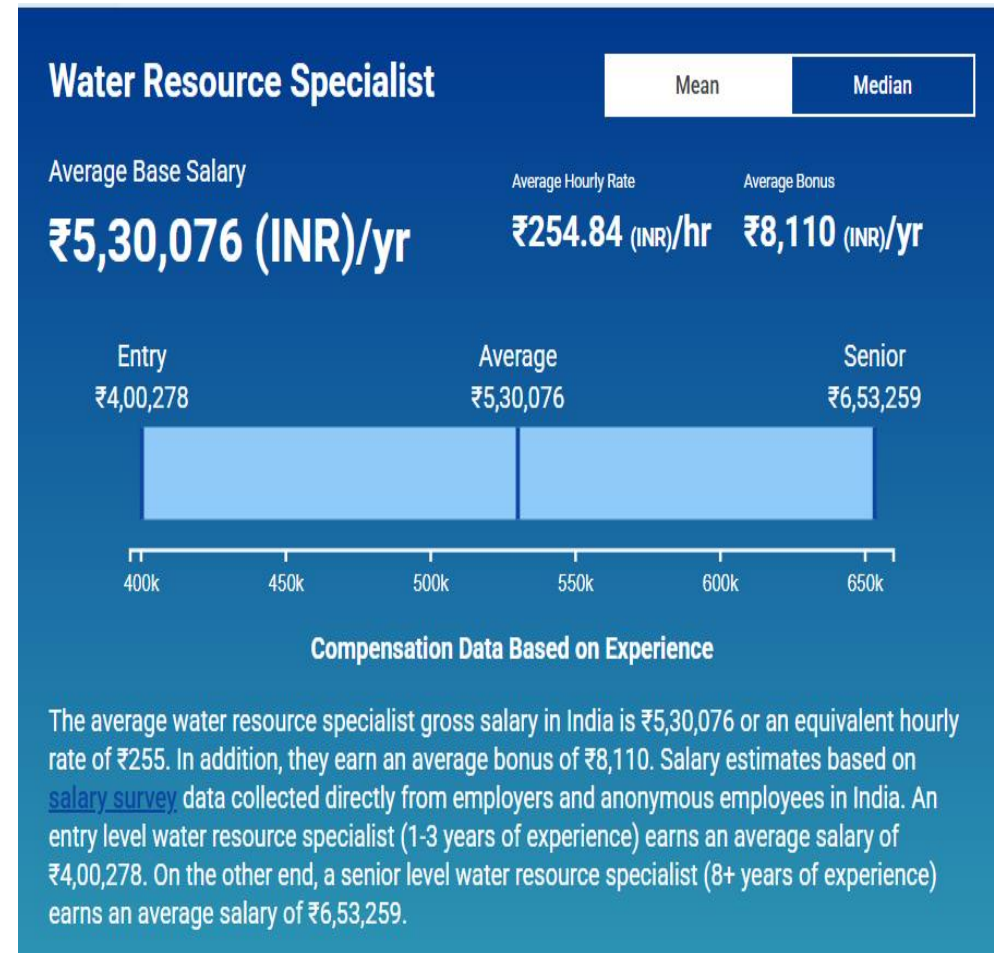 Water Resource Specialist
Mean Median
Average Base Salary
₹5,30,076 (INR)/yr
Average Hourly Rate
₹254.84 (INR)/hr
Average Bonus
₹8,110 (INR)/yr
Entry
₹4,00,278
Average
₹5,30,076
Senior
₹6,53,259
400k 450k 500k 550k 600k 650k
Compensation Data Based on Experience
The average water resource specialist gross salary in India is ₹5,30,076 or an equivalent hourly
rate of ₹255. In addition, they earn an average bonus of ₹8,110. Salary estimates based on
salary survey data collected directly from employers and anonymous employees in India. An
entry level water resource specialist (1-3 years of experience) earns an average salary of
₹4,00,278. On the other end, a senior level water resource specialist (8+ years of experience)
earns an average salary of ₹6,53,259.